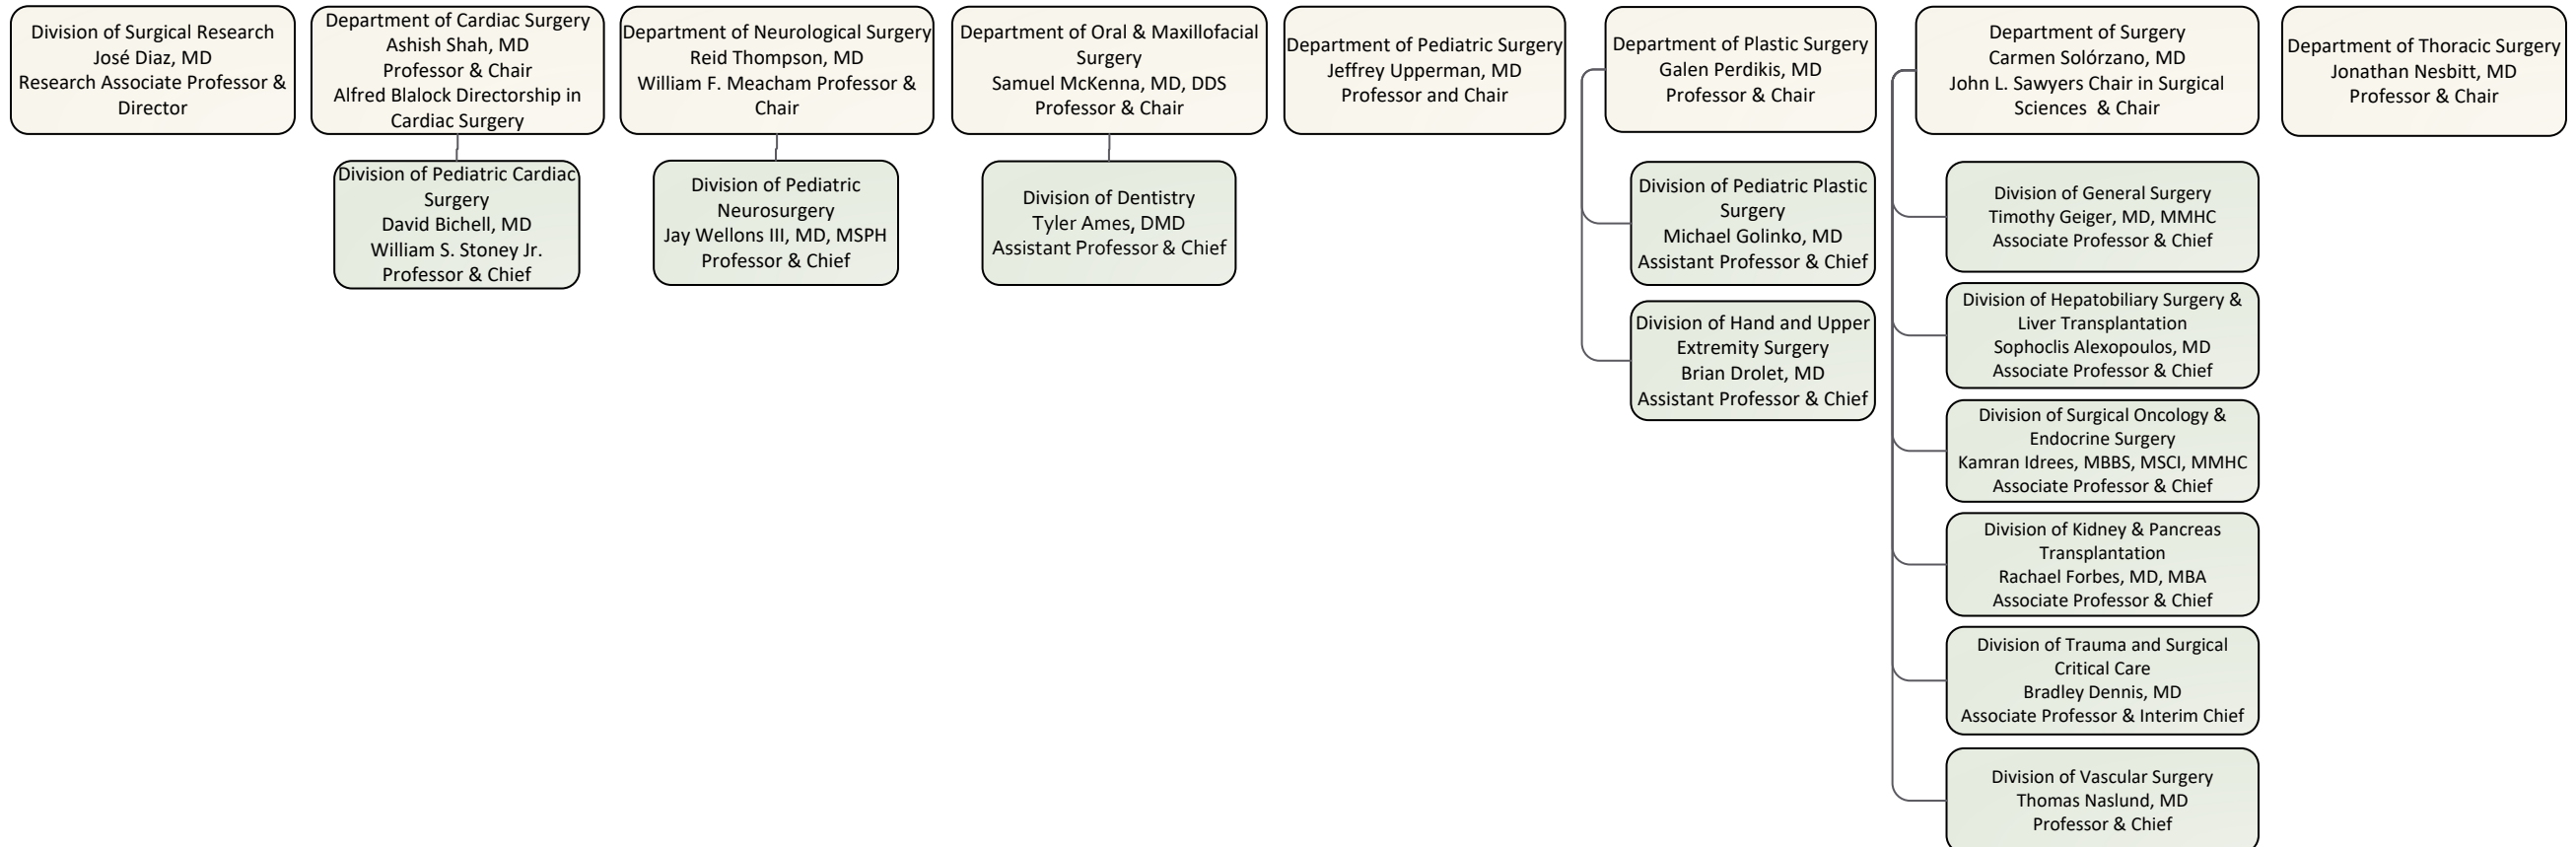 Division of Surgical Research
José Diaz, MD
Research Associate Professor &
Director
Department of Cardiac Surgery
Ashish Shah, MD
Professor & Chair
Alfred Blalock Directorship in
Cardiac Surgery
Department of Neurological Surgery
Reid Thompson, MD
William F. Meacham Professor &
Chair
Department of Oral & Maxillofacial
Surgery
Samuel McKenna, MD, DDS
Professor & Chair
Department of Pediatric Surgery
Jeffrey Upperman, MD
Professor and Chair
Department of Plastic Surgery
Galen Perdikis, MD
Professor & Chair
Department of Surgery
Carmen Solórzano, MD
John L. Sawyers Chair in Surgical
Sciences & Chair
Department of Thoracic Surgery
Jonathan Nesbitt, MD
Professor & Chair
Division of Pediatric Cardiac
Surgery
David Bichell, MD
William S. Stoney Jr.
Professor & Chief
Division of Pediatric
Neurosurgery
Jay Wellons III, MD, MSPH
Professor & Chief
Division of Dentistry
Tyler Ames, DMD
Assistant Professor & Chief
Division of Pediatric Plastic
Surgery
Michael Golinko, MD
Assistant Professor & Chief
Division of Hand and Upper
Extremity Surgery
Brian Drolet, MD
Assistant Professor & Chief
Division of General Surgery
Timothy Geiger, MD, MMHC
Associate Professor & Chief
Division of Hepatobiliary Surgery &
Liver Transplantation
Sophoclis Alexopoulos, MD
Associate Professor & Chief
Division of Surgical Oncology &
Endocrine Surgery
Kamran Idrees, MBBS, MSCI, MMHC
Associate Professor & Chief
Division of Kidney & Pancreas
Transplantation
Rachael Forbes, MD, MBA
Associate Professor & Chief
Division of Trauma and Surgical
Critical Care
Bradley Dennis, MD
Associate Professor & Interim Chief
Division of Vascular Surgery
Thomas Naslund, MD
Professor & Chief